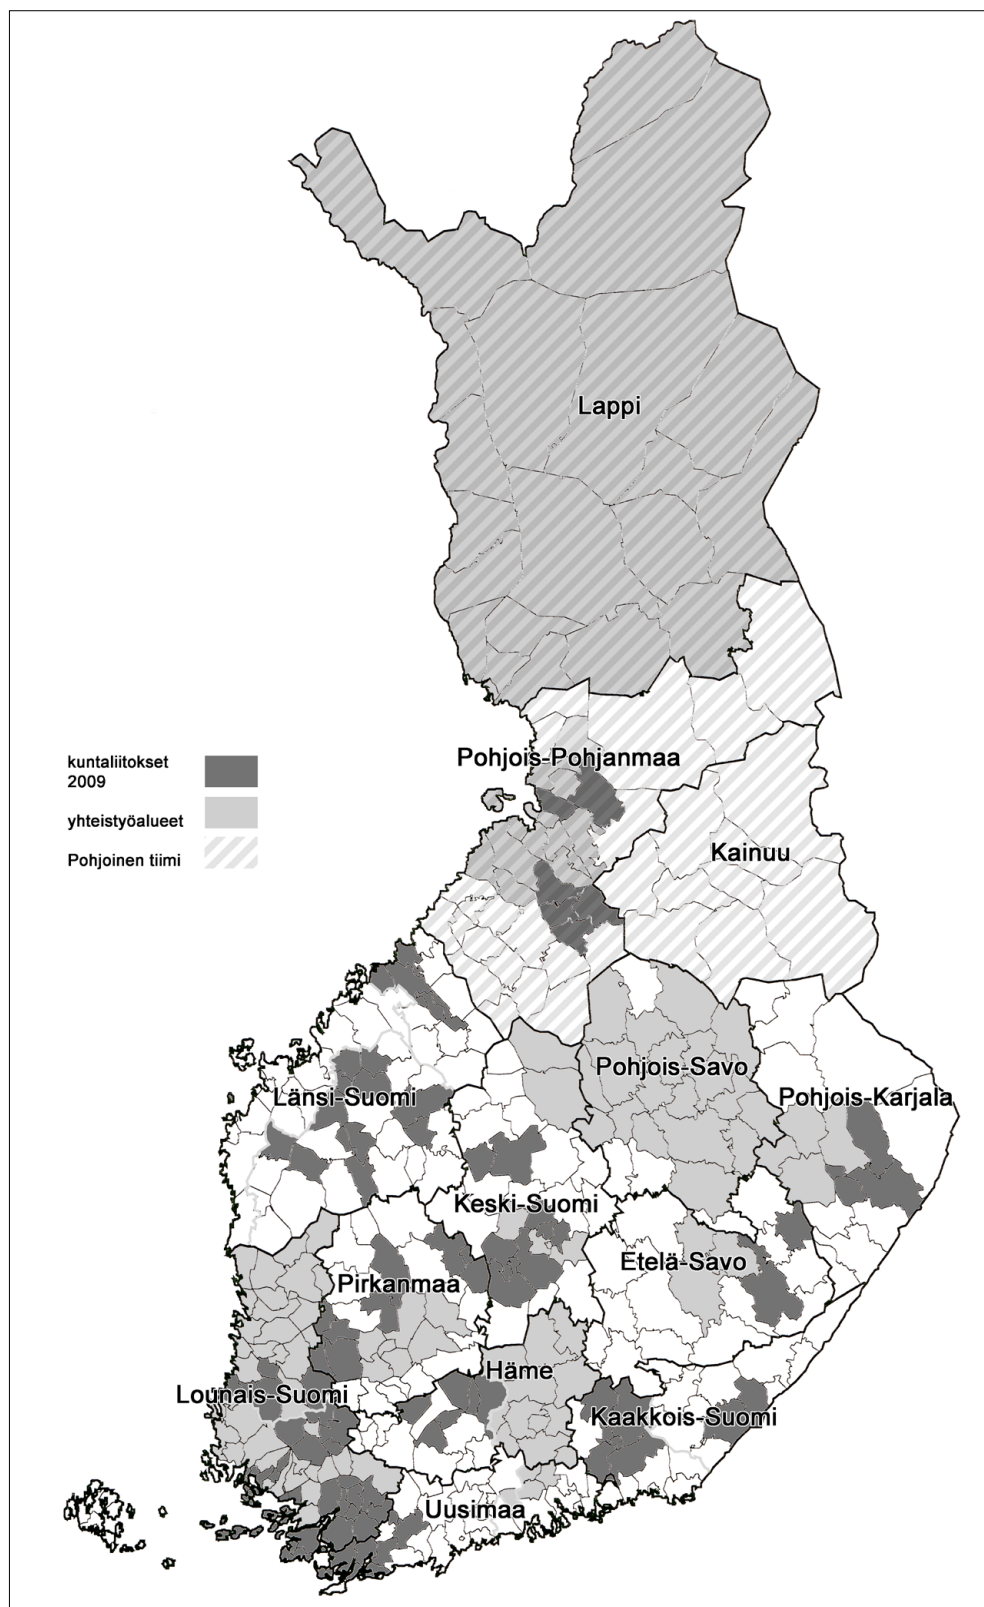 Lappi
Pohjois-Pohjanmaa
kuntaliitokset
2009
yhteistyöalueet
Pohjoinen tiimi
Kainuu
Pohjois-Savo
Länsi-Suomi
Pohjois-Karjala
Keski-Suomi
Etelä-Savo
Pirkanmaa
Häme
Lounais-Suomi
Kaakkois-Suomi
Uusimaa